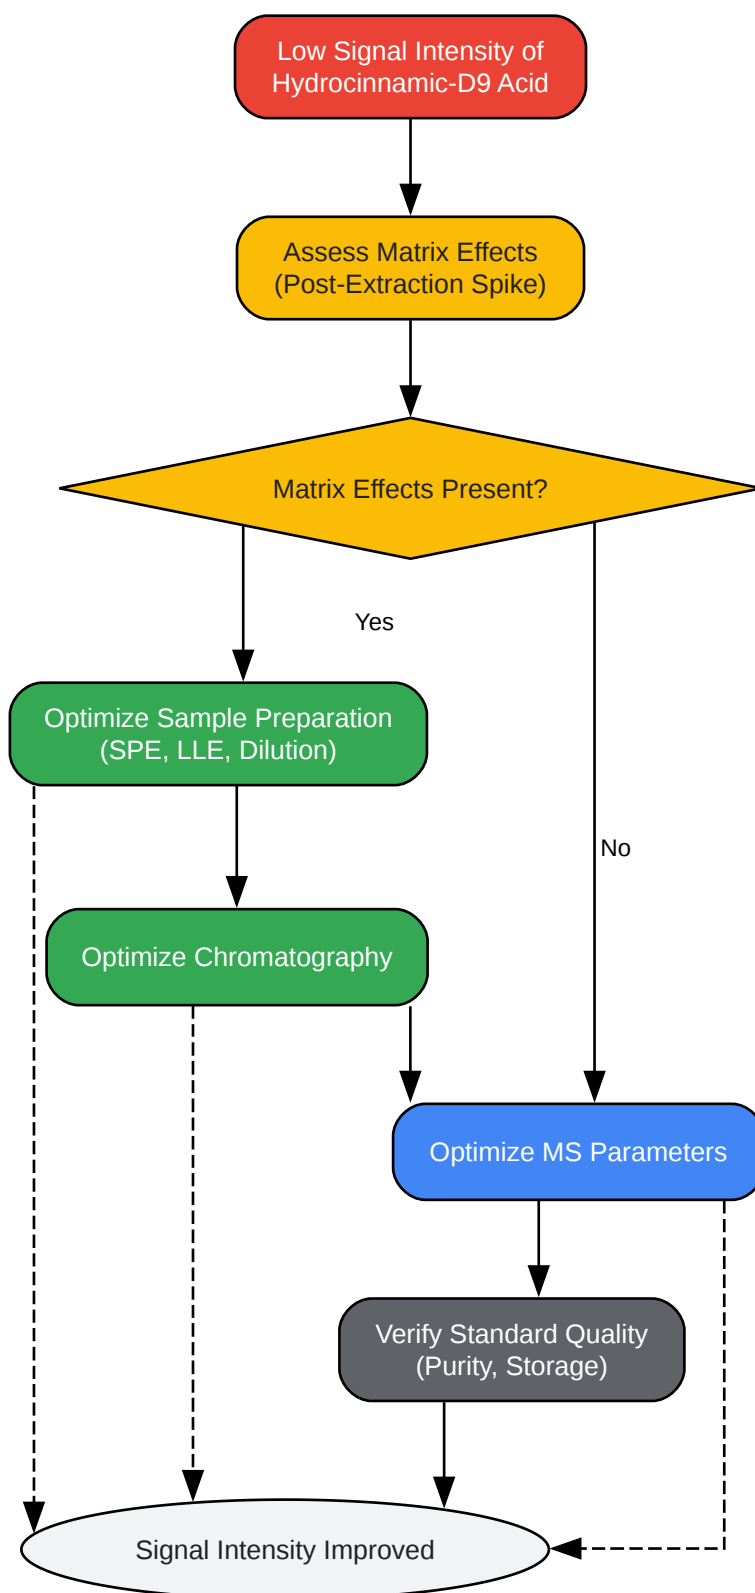 Low Signal Intensity of
Hydrocinnamic-D9 Acid
Assess Matrix Effects
(Post-Extraction Spike)
Matrix Effects Present?
Yes
Optimize Sample Preparation
(SPE, LLE, Dilution)
No
Optimize Chromatography
Optimize MS Parameters
Verify Standard Quality
(Purity, Storage)
Signal Intensity Improved